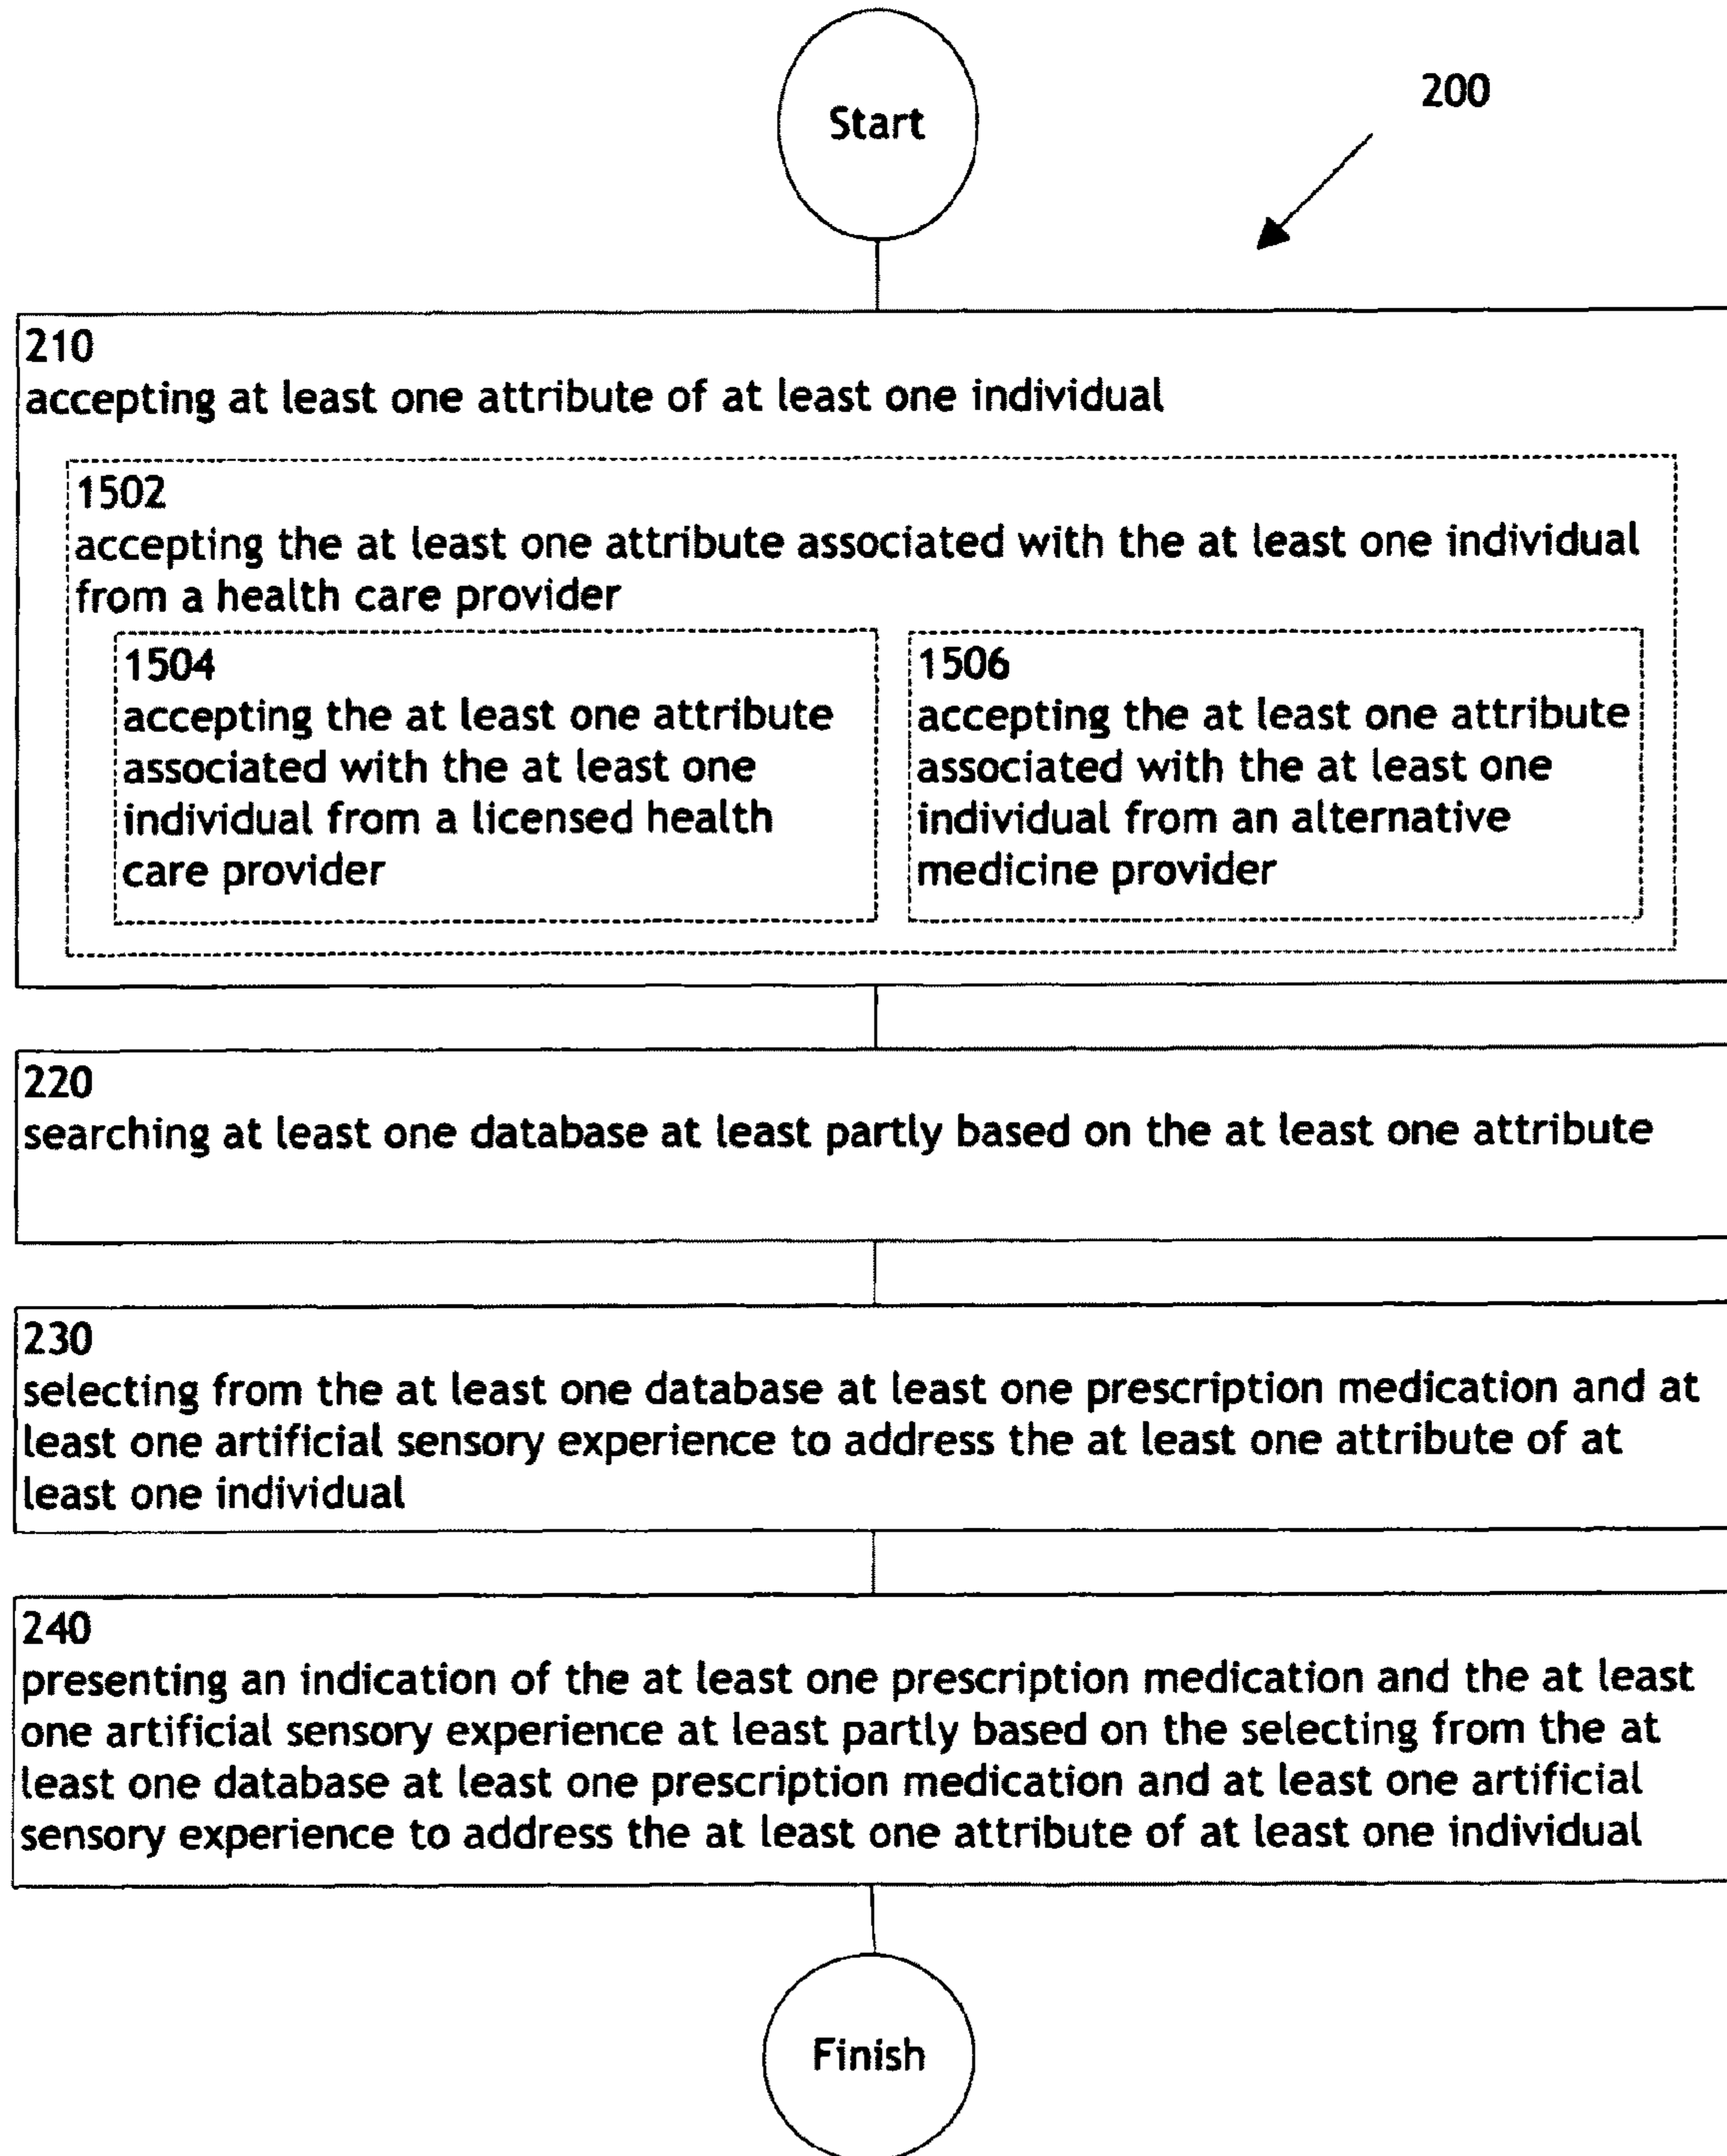 Start
200
210
accepting at least one attribute of at least one individual
1502
accepting the at least one attribute associated with the at least one individual
from a health care provider
1504
accepting the at least one attribute
associated with the at least one
individual from a licensed health
care provider
1506
accepting the at least one attribute
associated with the at least one
individual from an alternative
medicine provider
220
searching at least one database at least partly based on the at least one attribute
230
selecting from the at least one database at least one prescription medication and at
least one artificial sensory experience to address the at least one attribute of at
least one individual
240
presenting an indication of the at least one prescription medication and the at least
one artificial sensory experience at least partly based on the selecting from the at
least one database at least one prescription medication and at least one artificial
sensory experience to address the at least one attribute of at least one individual
Finish